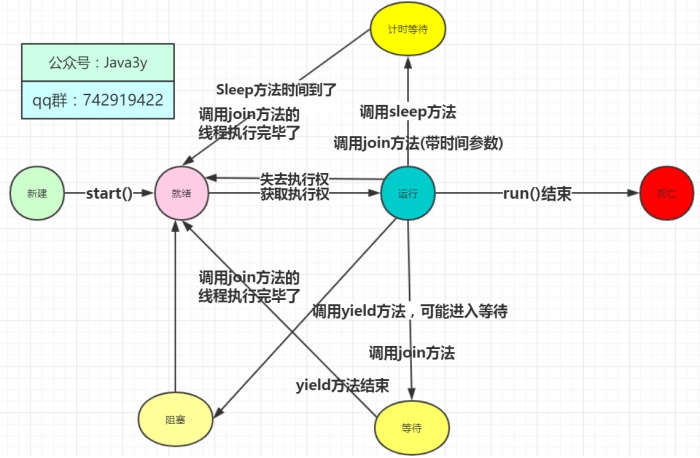 计时等待
公众号：Java3y
qq群：742919422
Sleep方法时间到了
调用sleep方法
调用join方法的
线程执行完毕了
调用join方法(带时间参数)
失去执行权
新建
start()
就绪
获取执行权
运行
run()结束
死亡
调用join方法的
线程执行完毕了
调用yield方法，可能进入等待
调用join方法
yield方法结束
阻塞
等待